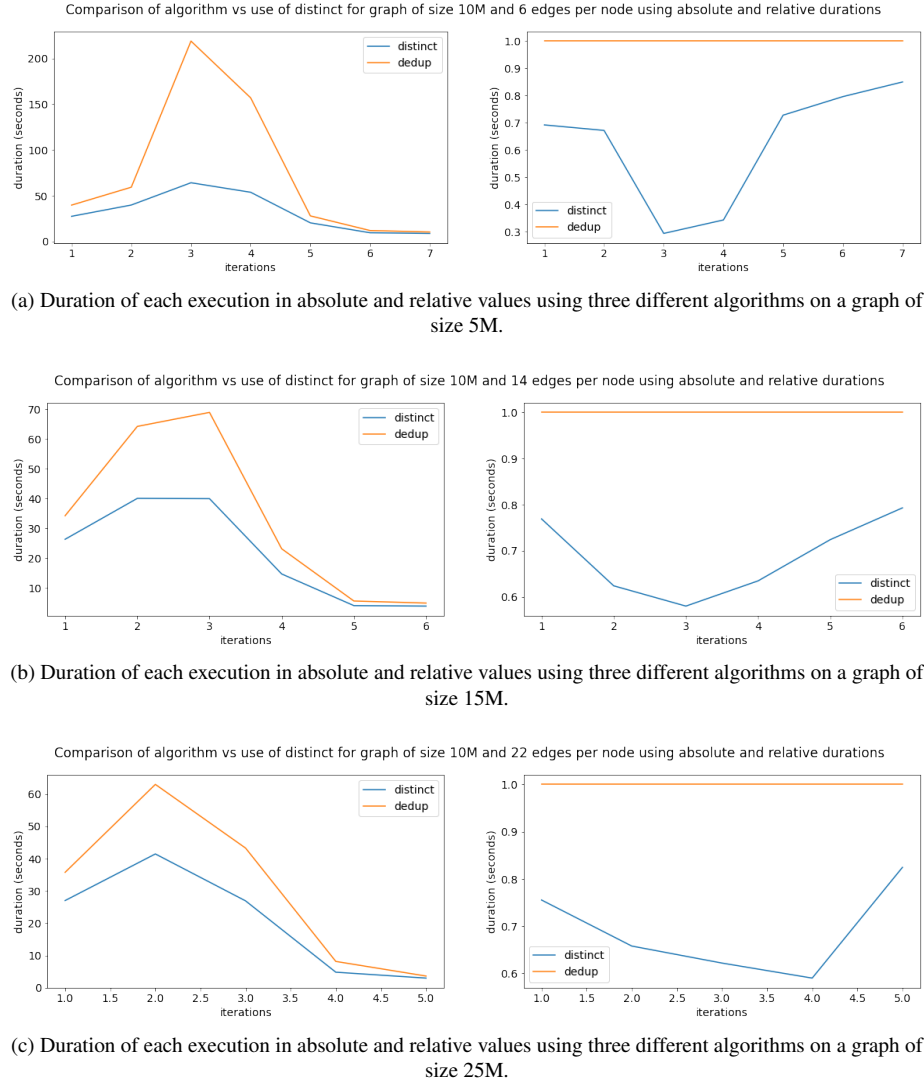 Comparison of algorithm vs use of distinct for graph of size 10M and 6 edges per node using absolute and relative durations
200
150
100
50
0
duration (seconds)
distinct
dedup
1 2 3 4 5 6 7
iterations
1.0
0.9
0.8
0.7
0.6
0.5
0.4
0.3
duration (seconds)
distinct
dedup
1 2 3 4 5 6 7
iterations
(a) Duration of each execution in absolute and relative values using three different algorithms on a graph of
size 5M.
Comparison of algorithm vs use of distinct for graph of size 10M and 14 edges per node using absolute and relative durations
70
60
50
40
30
20
10
duration (seconds)
distinct
dedup
1 2 3 4 5 6
iterations
1.0
0.9
0.8
0.7
0.6
duration (seconds)
distinct
dedup
1 2 3 4 5 6
iterations
(b) Duration of each execution in absolute and relative values using three different algorithms on a graph of
size 15M.
Comparison of algorithm vs use of distinct for graph of size 10M and 22 edges per node using absolute and relative durations
60
50
40
30
20
10
0
duration (seconds)
distinct
dedup
1.0 1.5 2.0 2.5 3.0 3.5 4.0 4.5 5.0
iterations
1.0
0.9
0.8
0.7
0.6
duration (seconds)
distinct
dedup
1.0 1.5 2.0 2.5 3.0 3.5 4.0 4.5 5.0
iterations
(c) Duration of each execution in absolute and relative values using three different algorithms on a graph of
size 25M.